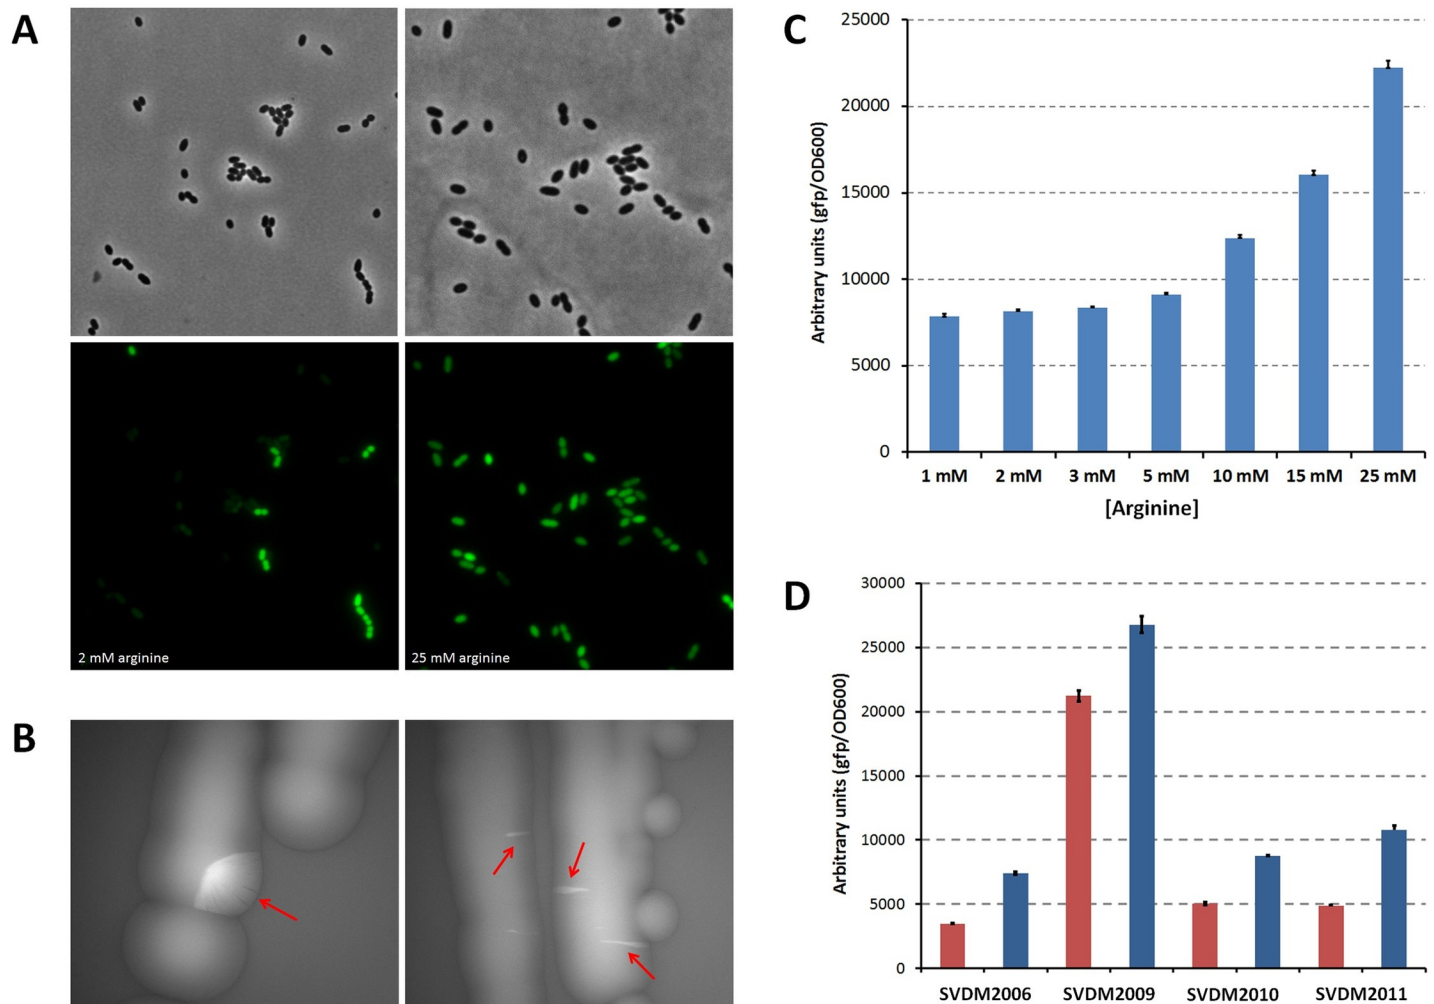 A
2 mM arginine
25 mM arginine
B
C
Arbitrary units (gfp/OD600)
25000
20000
15000
10000
5000
0
1 mM 2 mM 3 mM 5 mM 10 mM 15 mM 25 mM
[Arginine]
D
Arbitrary units (gfp/OD600)
30000
25000
20000
15000
10000
5000
0
SVDM2006 SVDM2009 SVDM2010 SVDM2011